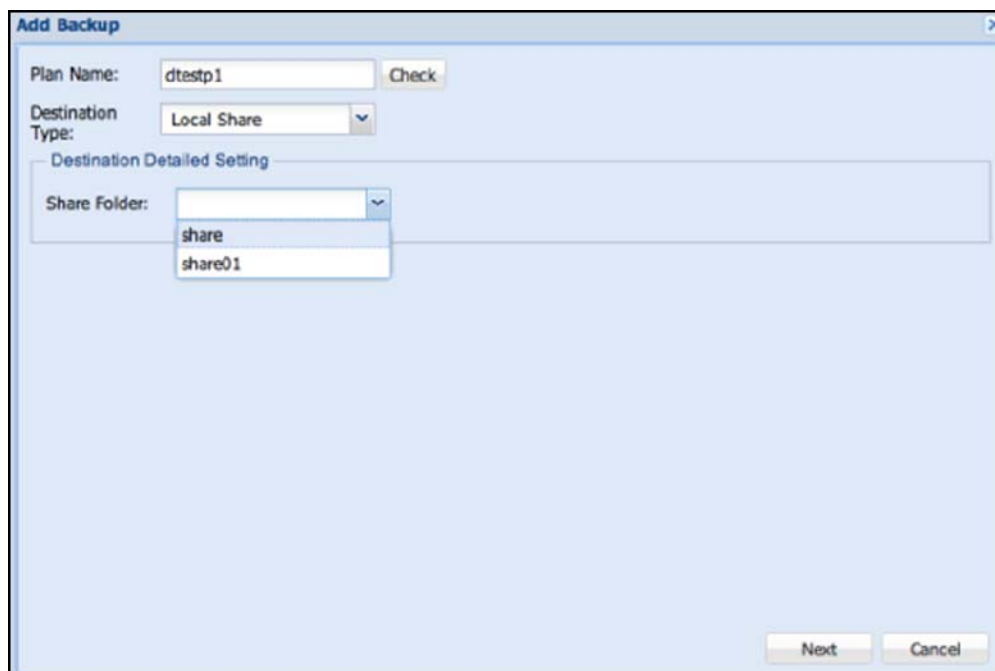 Add Backup
Plan Name: dtestp1 Check
Destination
Type: Local Share
Destination Detailed Setting
Share Folder:
share
share01
Next Cancel